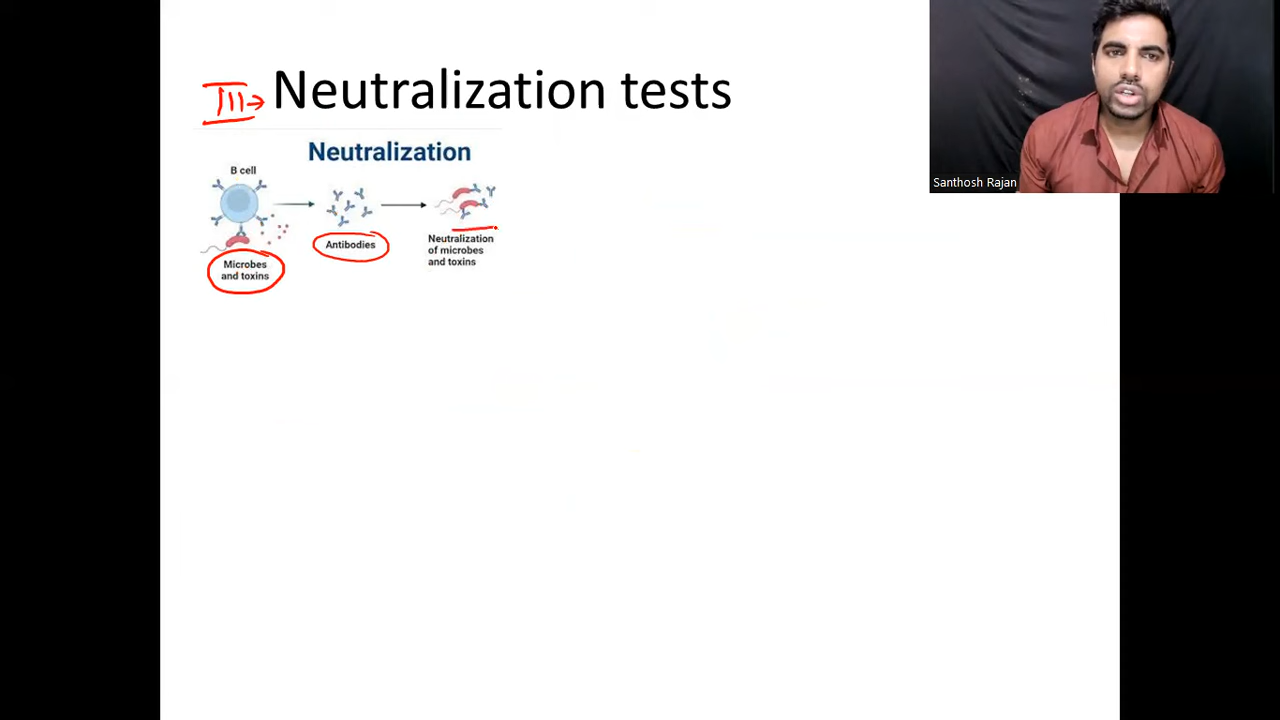 III → Neutralization tests
Neutralization
B cell
Microbes
and toxins
Antibodies
Neutralization
of microbes
and toxins
Santhosh Rajan